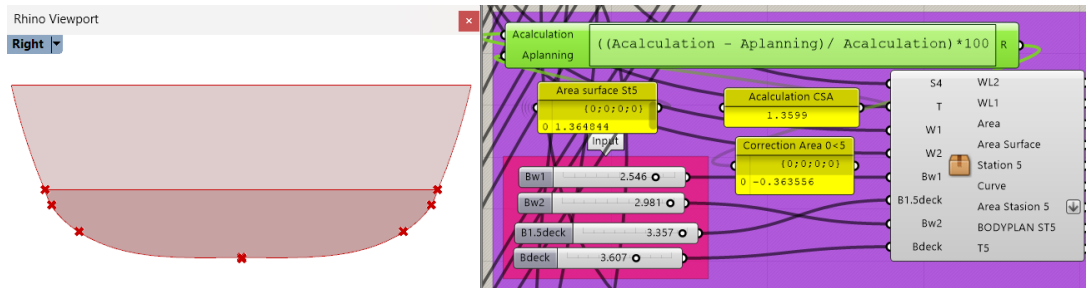 Rhino Viewport
Right
Acalculation
Aplanning
((Acalculation - Aplanning)/ Acalculation)*100
R
Area surface St5
{0;0;0;0}
0 1.364844
Acalculation CSA
1.3599
Correction Area 0<5
{0;0;0;0}
0 -0.363556
Input
Bw1
2.546
Bw2
2.981
B1.5deck
3.357
Bdeck
3.607
S4
T
W1
W2
Bw1
B1.5deck
Bw2
Bdeck
WL2
WL1
Area
Area Surface
Station 5
Curve
Area Stasion 5
BODYPLAN ST5
T5